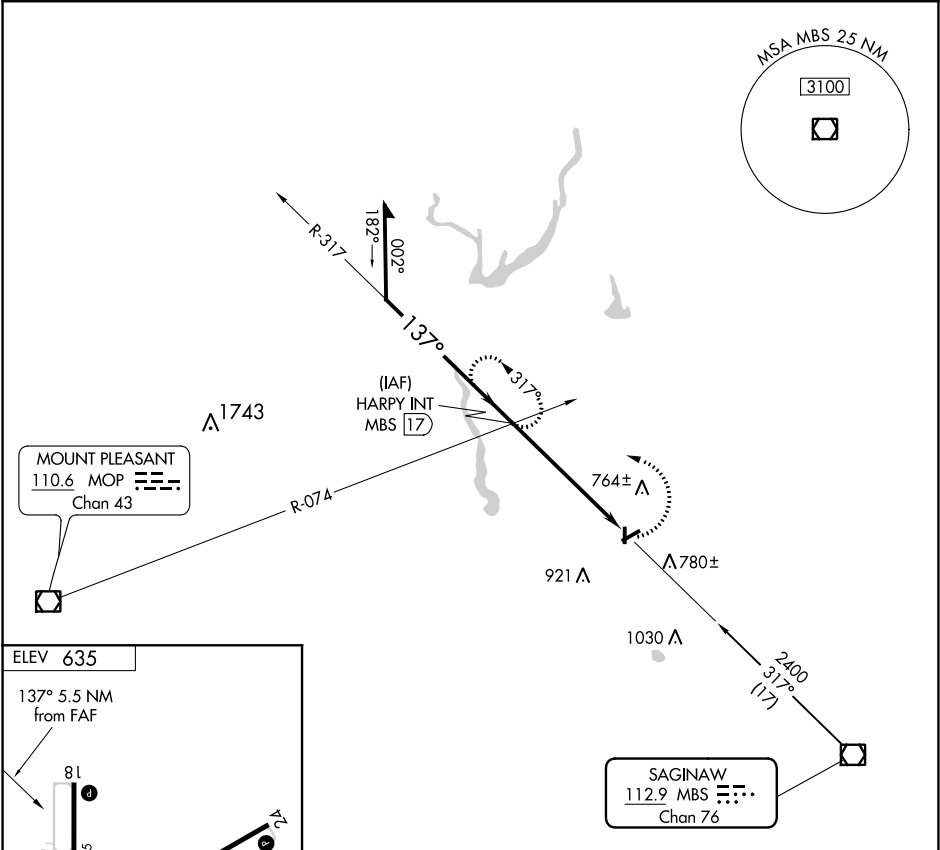 MSA MBS 25 NM
3100
R-317
182°
002°
137°
317°
(IAF)
HARPY INT
MBS 17
1743
MOUNT PLEASANT
110.6 MOP
Chan 43
R-074
764±
921
780±
1030
2400
317°
(17)
SAGINAW
112.9 MBS
Chan 76
ELEV 635
137° 5.5 NM
from FAF
18
P
24
P